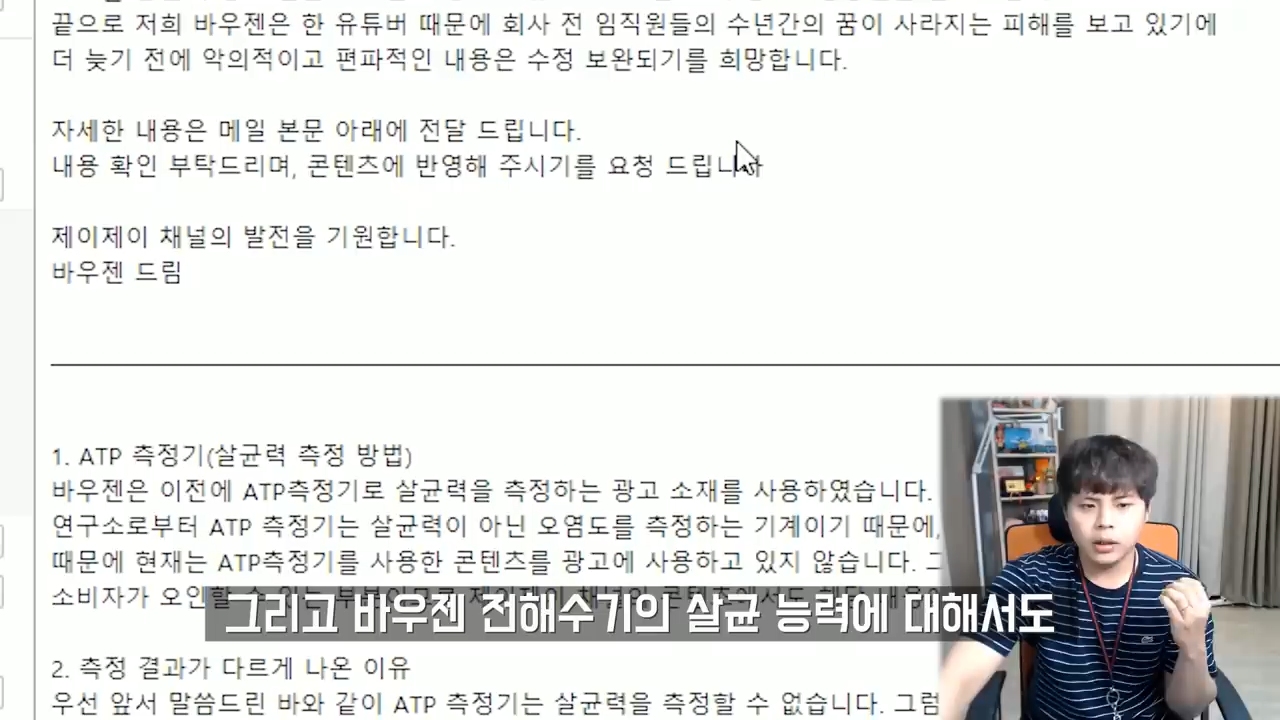 끝으로 저희 바우젠은 한 유튜버 때문에 회사 전 임직원들의 수년간의 꿈이 사라지는 피해를 보고 있기에
더 늦기 전에 악의적이고 편파적인 내용은 수정 보완되기를 희망합니다.
자세한 내용은 메일 본문 아래에 전달 드립니다.
내용 확인 부탁드리며, 콘텐츠에 반영해 주시기를 요청 드립니다
제이제이 채널의 발전을 기원합니다.
바우젠 드림
1. ATP 측정기(살균력 측정 방법)
바우젠은 이전에 ATP측정기로 살균력을 측정하는 광고 소재를 사용하였습니다.
연구소로부터 ATP 측정기는 살균력이 아닌 오염도를 측정하는 기계이기 때문에,
때문에 현재는 ATP측정기를 사용한 콘텐츠를 광고에 사용하고 있지 않습니다. 그
소비자가 오인할
그리고 바우젠 전해수기의 살균 능력에 대해서도
2. 측정 결과가 다르게 나온 이유
우선 앞서 말씀드린 바와 같이 ATP 측정기는 살균력을 측정할 수 없습니다. 그럼